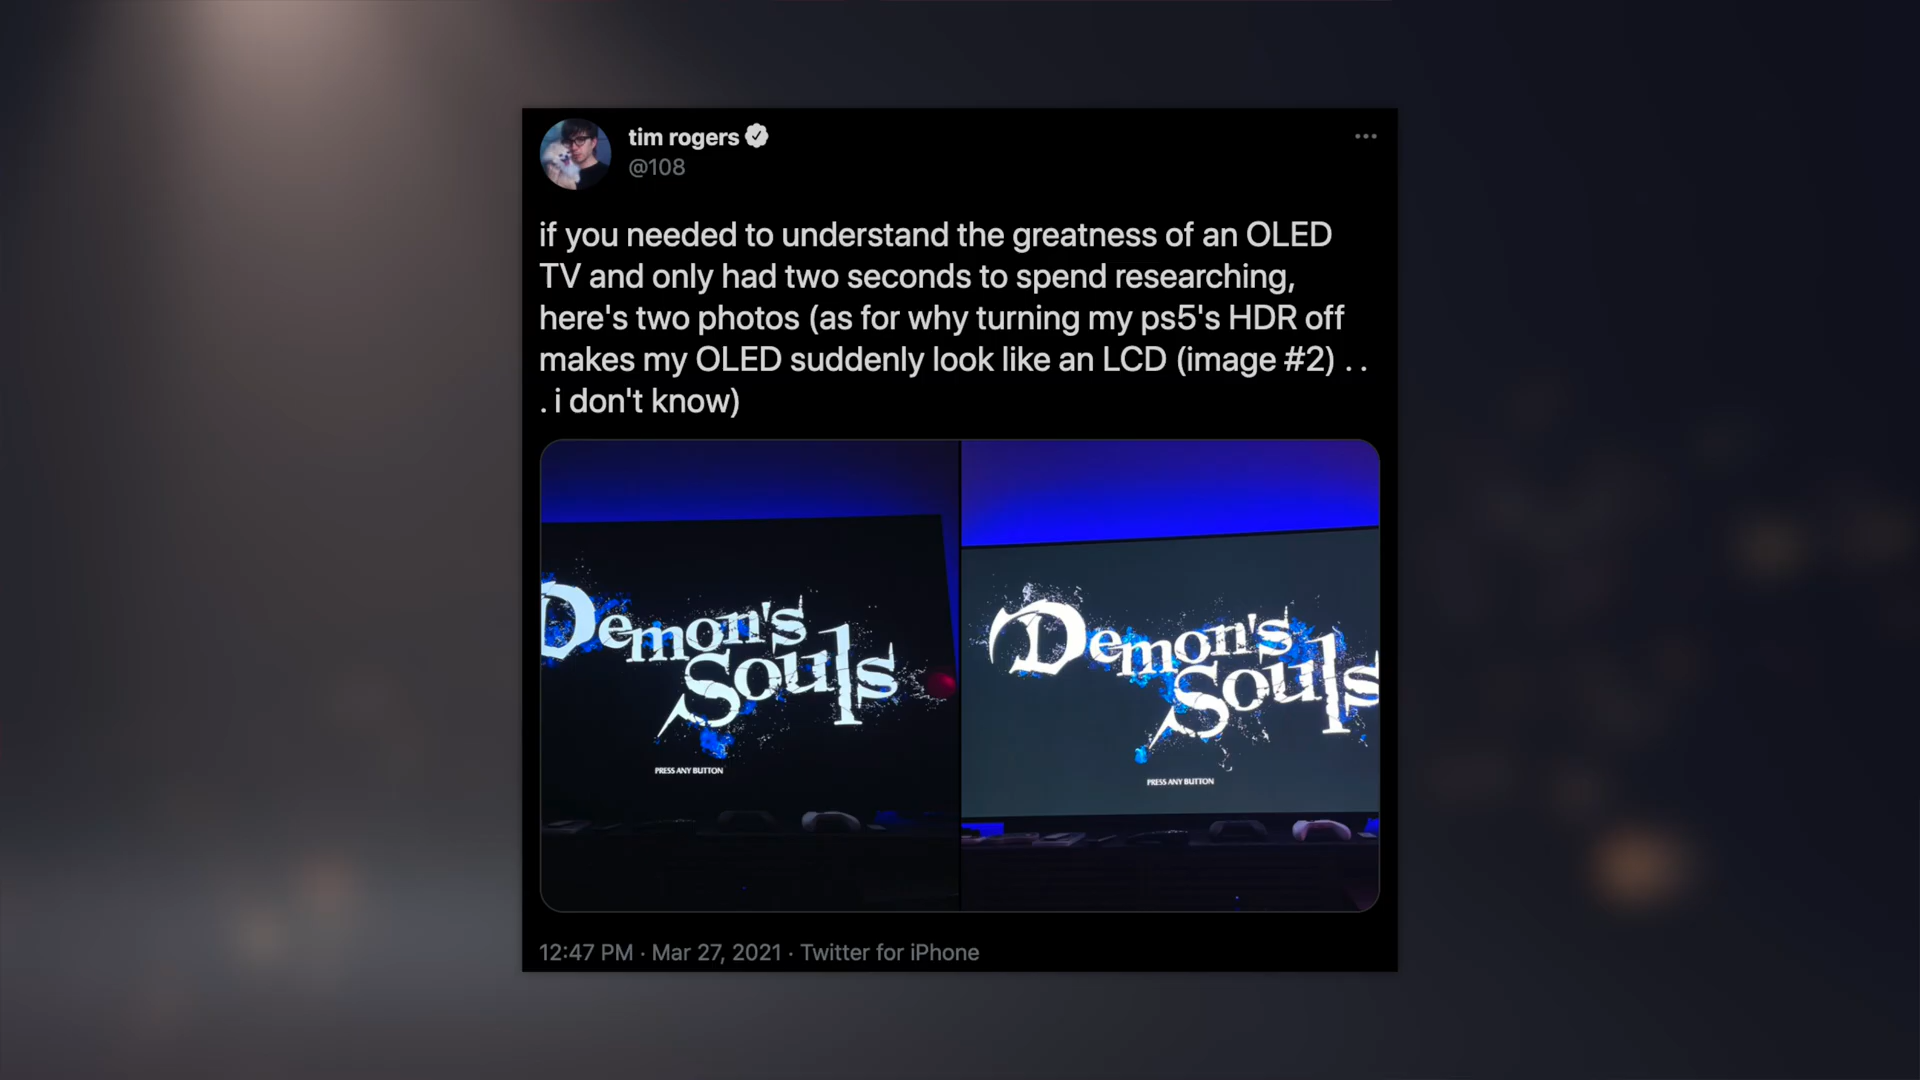 tim rogers
@108
if you needed to understand the greatness of an OLED
TV and only had two seconds to spend researching,
here's two photos (as for why turning my ps5's HDR off
makes my OLED suddenly look like an LCD (image #2) . .
. i don't know)
Demon's
Souls
PRESS ANY BUTTON
Demon's
Souls
PRESS ANY BUTTON
12:47 PM · Mar 27, 2021 · Twitter for iPhone